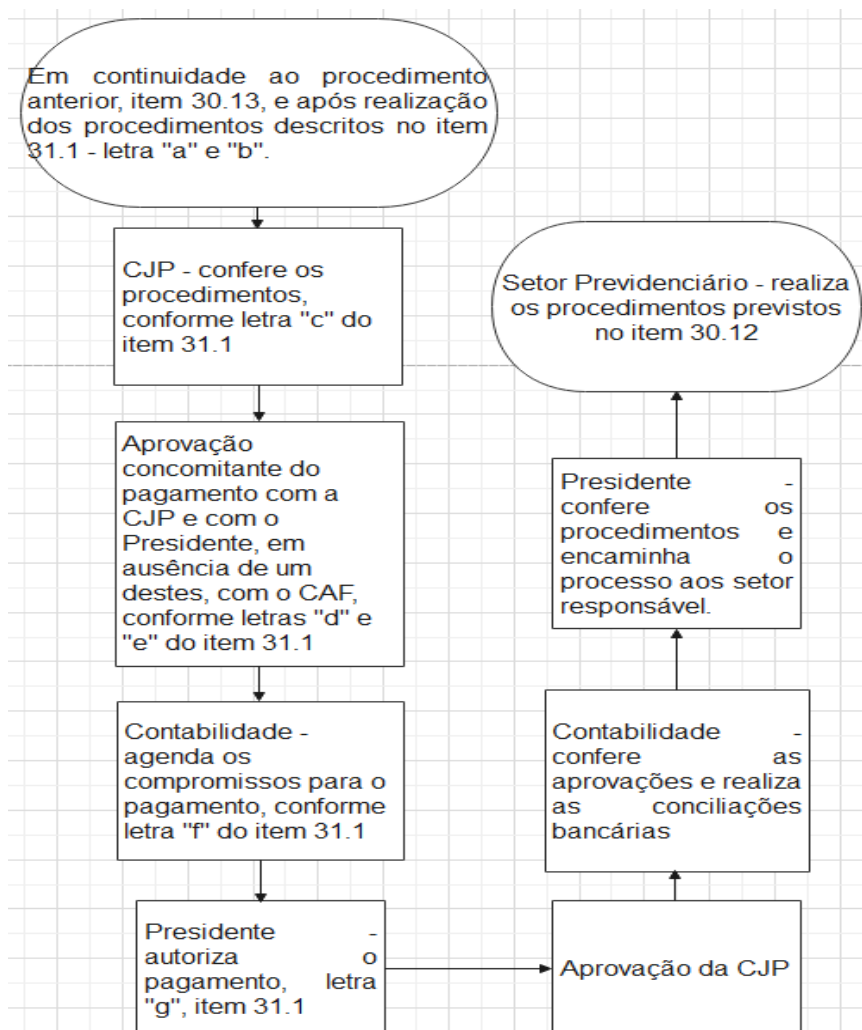 Em continuidade ao procedimento
anterior, item 30.13, e após realização
dos procedimentos descritos no item
31.1 - letra "a" e "b".
CJP - confere os
procedimentos,
conforme letra "c" do
item 31.1
Aprovação
concomitante do
pagamento com a
CJP e com o
Presidente, em
ausência de um
destes, com o CAF,
conforme letras "d" e
"e" do item 31.1
Contabilidade -
agenda os
compromissos para o
pagamento, conforme
letra "f" do item 31.1
Presidente -
autoriza o
pagamento, letra
"g", item 31.1
Aprovação da CJP
Contabilidade -
confere as
aprovações e realiza
as conciliações
bancárias
Presidente -
confere os
procedimentos e
encaminha o
processo aos setor
responsável.
Setor Previdenciário - realiza
os procedimentos previstos
no item 30.12